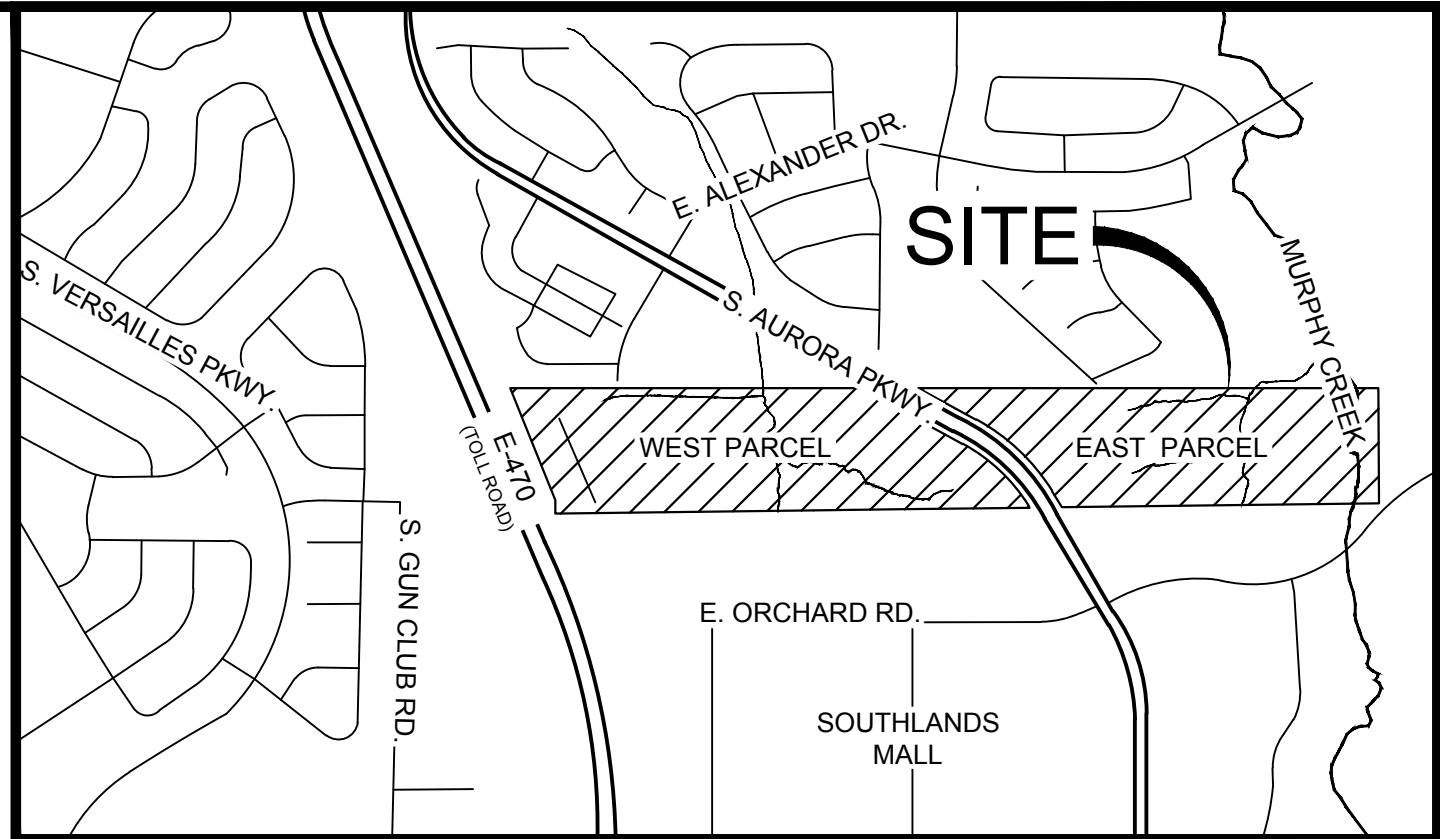 E. ALEXANDER DR.
SITE
S. VERSAILLES PKWY.
MURPHY CREEK
S. AURORA PKWY.
E-470
(TOLL ROAD)
WEST PARCEL
EAST PARCEL
S. GUN CLUB RD.
E. ORCHARD RD.
SOUTHLANDS
MALL